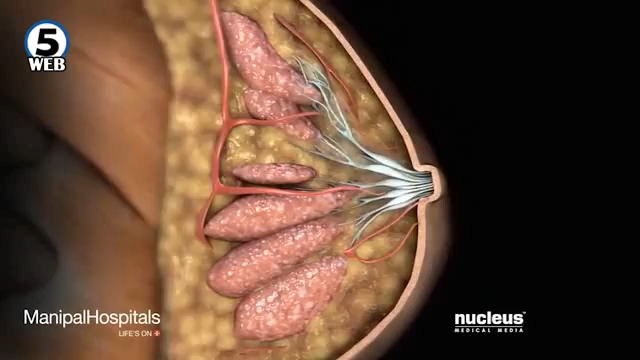 5
WEB
ManipalHospitals
LIFE'S ON
nucleus
MEDICAL MEDIA